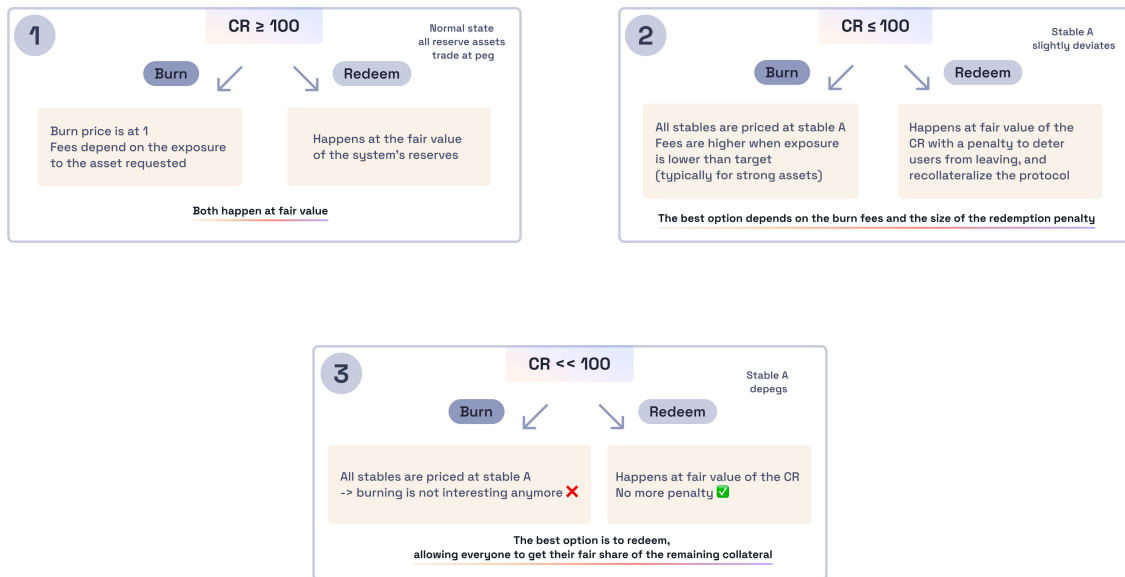 1
CR ≥ 100
Normal state
all reserve assets
trade at peg
Burn
Redeem
Burn price is at 1
Fees depend on the exposure
to the asset requested
Happens at the fair value
of the system's reserves
Both happen at fair value
2
CR ≤ 100
Stable A
slightly deviates
Burn
Redeem
All stables are priced at stable A
Fees are higher when exposure
is lower than target
(typically for strong assets)
Happens at fair value of the
CR with a penalty to deter
users from leaving, and
recollateralize the protocol
The best option depends on the burn fees and the size of the redemption penalty
3
CR << 100
Stable A
depegs
Burn
Redeem
All stables are priced at stable A
-> burning is not interesting anymore ❌
Happens at fair value of the CR
No more penalty ✅
The best option is to redeem,
allowing everyone to get their fair share of the remaining collateral